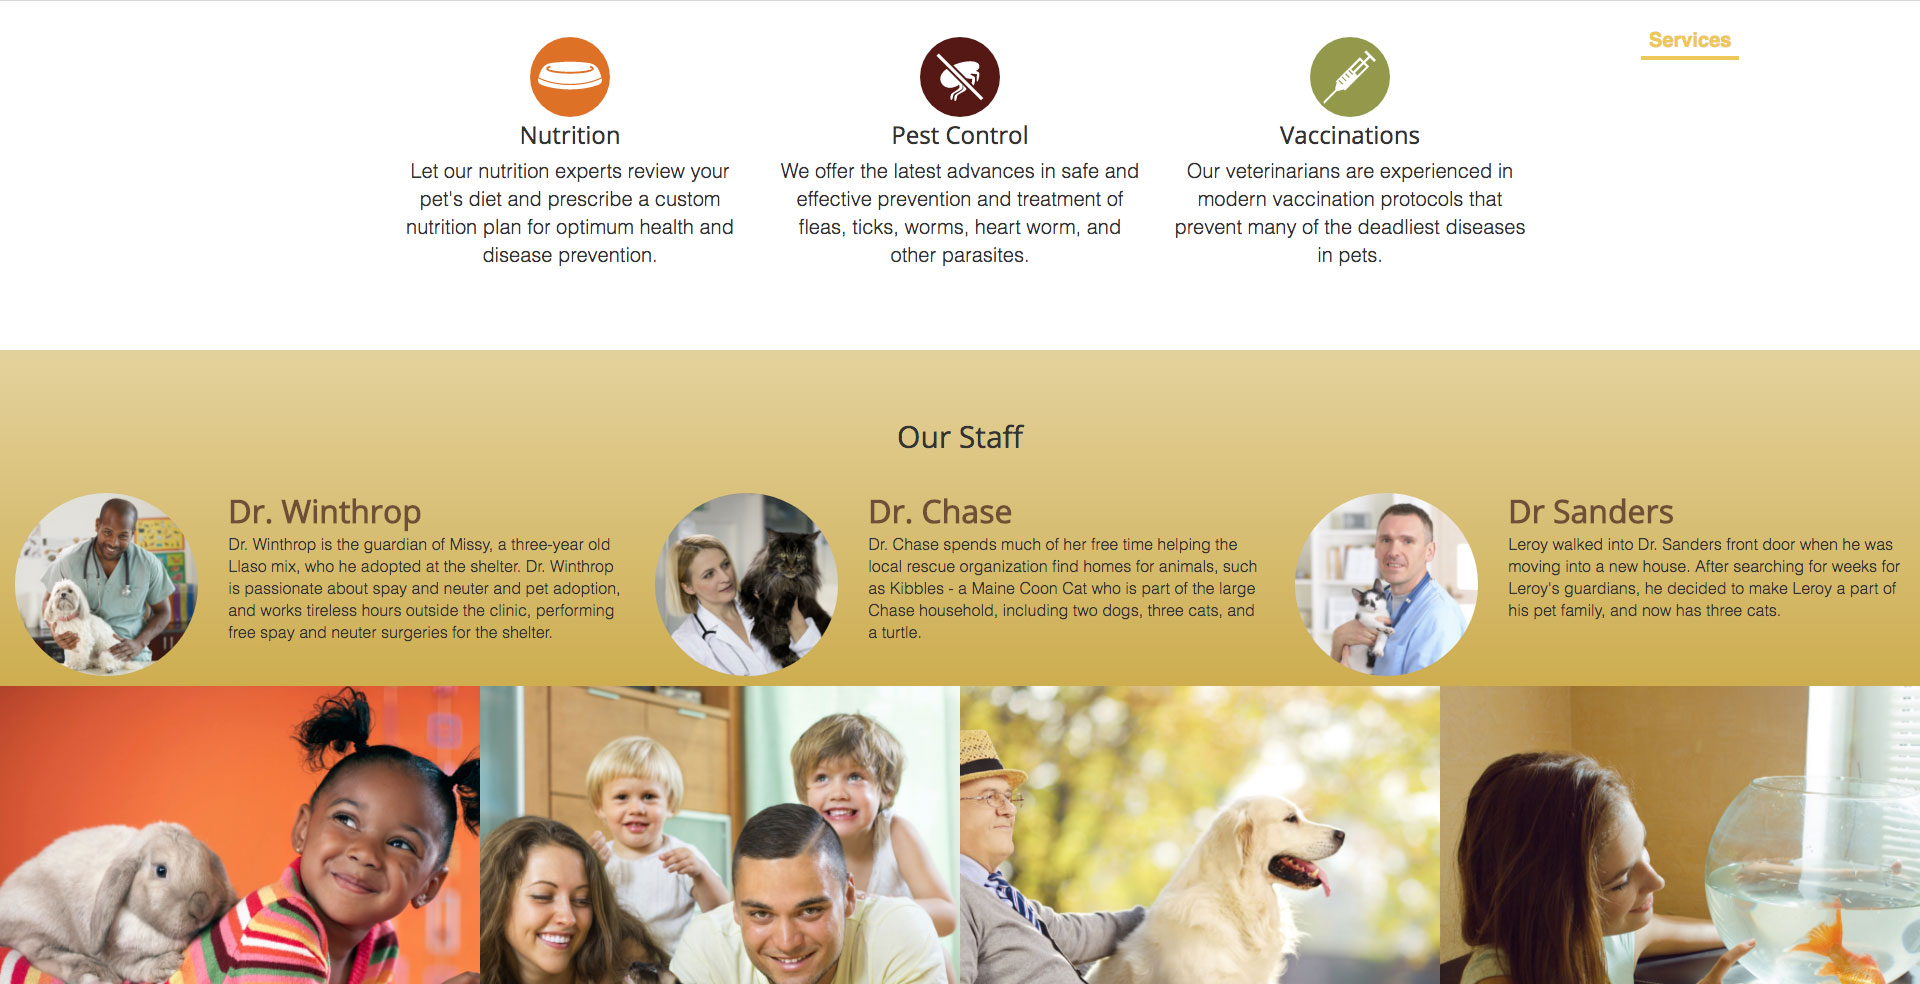 Services
Nutrition
Let our nutrition experts review your
pet's diet and prescribe a custom
nutrition plan for optimum health and
disease prevention.
Pest Control
We offer the latest advances in safe and
effective prevention and treatment of
fleas, ticks, worms, heart worm, and
other parasites.
Vaccinations
Our veterinarians are experienced in
modern vaccination protocols that
prevent many of the deadliest diseases
in pets.
Our Staff
Dr. Winthrop
Dr. Winthrop is the guardian of Missy, a three-year old
Llaso mix, who he adopted at the shelter. Dr. Winthrop
is passionate about spay and neuter and pet adoption,
and works tireless hours outside the clinic, performing
free spay and neuter surgeries for the shelter.
Dr. Chase
Dr. Chase spends much of her free time helping the
local rescue organization find homes for animals, such
as Kibbles - a Maine Coon Cat who is part of the large
Chase household, including two dogs, three cats, and
a turtle.
Dr Sanders
Leroy walked into Dr. Sanders front door when he was
moving into a new house. After searching for weeks for
Leroy's guardians, he decided to make Leroy a part of
his pet family, and now has three cats.